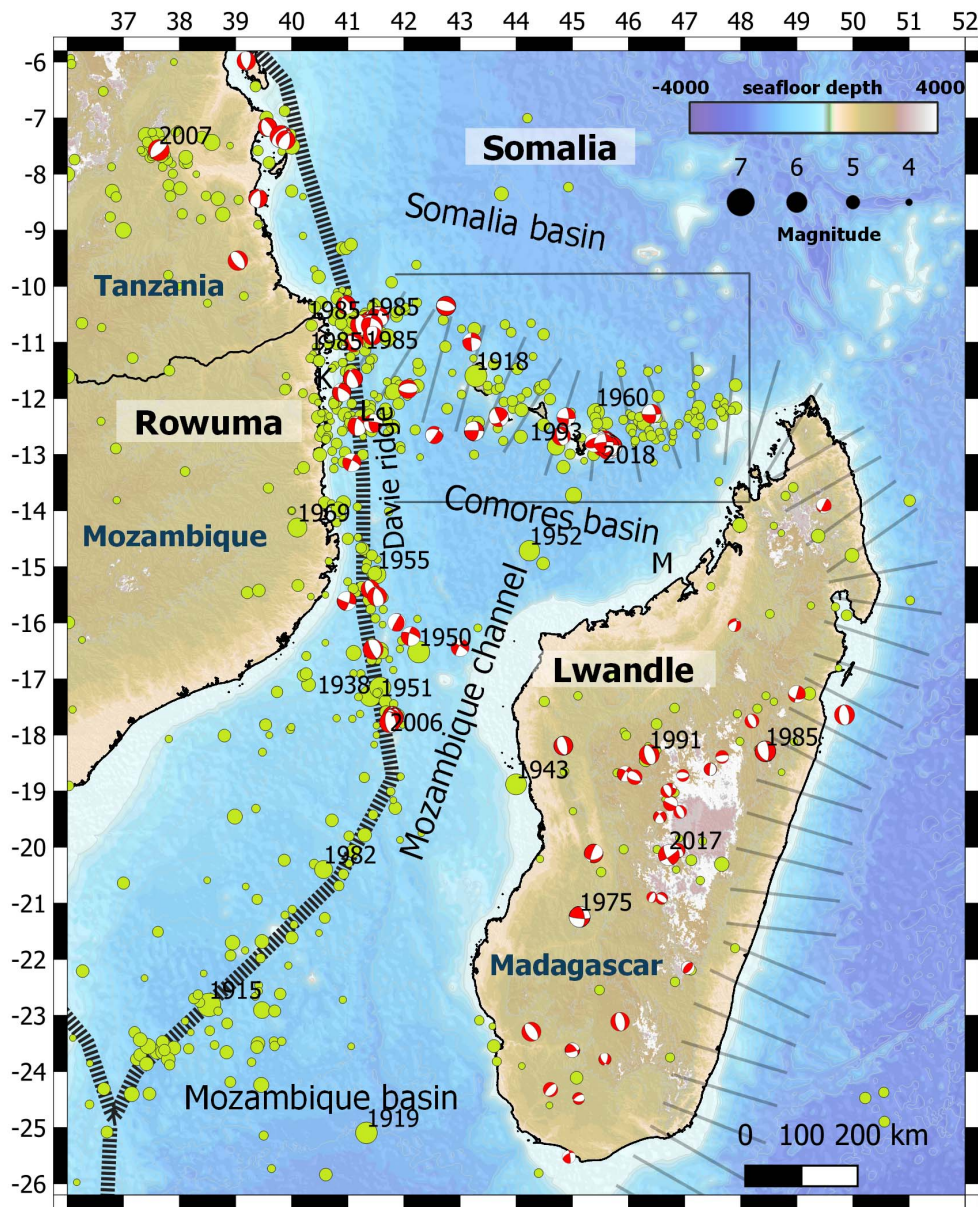 37 38 39 40 41 42 43 44 45 46 47 48 49 50 51 52
-6
-7
-8
-9
-10
-11
-12
-13
-14
-15
-16
-17
-18
-19
-20
-21
-22
-23
-24
-25
-26
-4000 seafloor depth 4000
7 6 5 4
Magnitude
Somalia
Somalia basin
2007
Tanzania
1985 1985
1985 1985
1918
K
Rowuma
1960
1993
2018
Davie ridge
Comores basin
1969
Mozambique
1952
M
1955
1950
Mozambique channel
Lwandle
1938 1951
2006
1991 1985
1943
1982
2017
1975
Madagascar
1915
Mozambique basin
1919
0 100 200 km